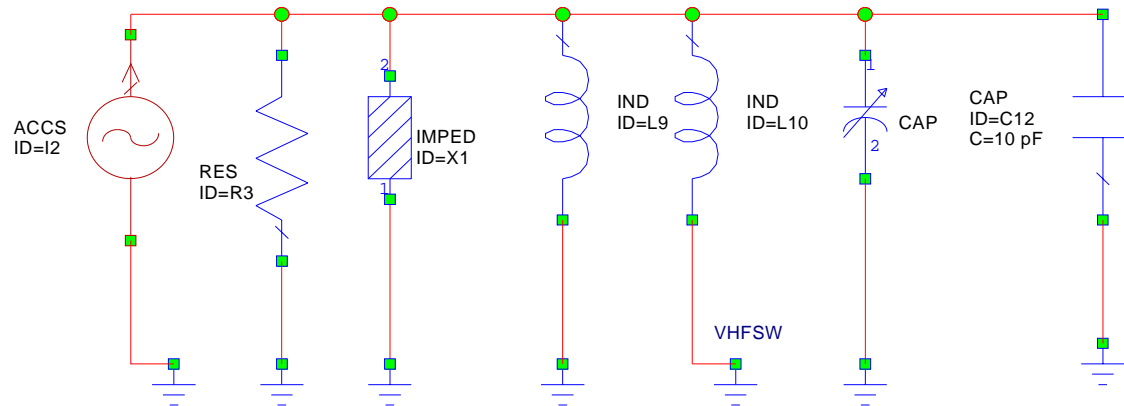 ACCS
ID=I2
RES
ID=R3
2
IMPED
ID=X1
1
IND
ID=L9
IND
ID=L10
VHFSW
1
CAP
2
CAP
ID=C12
C=10 pF